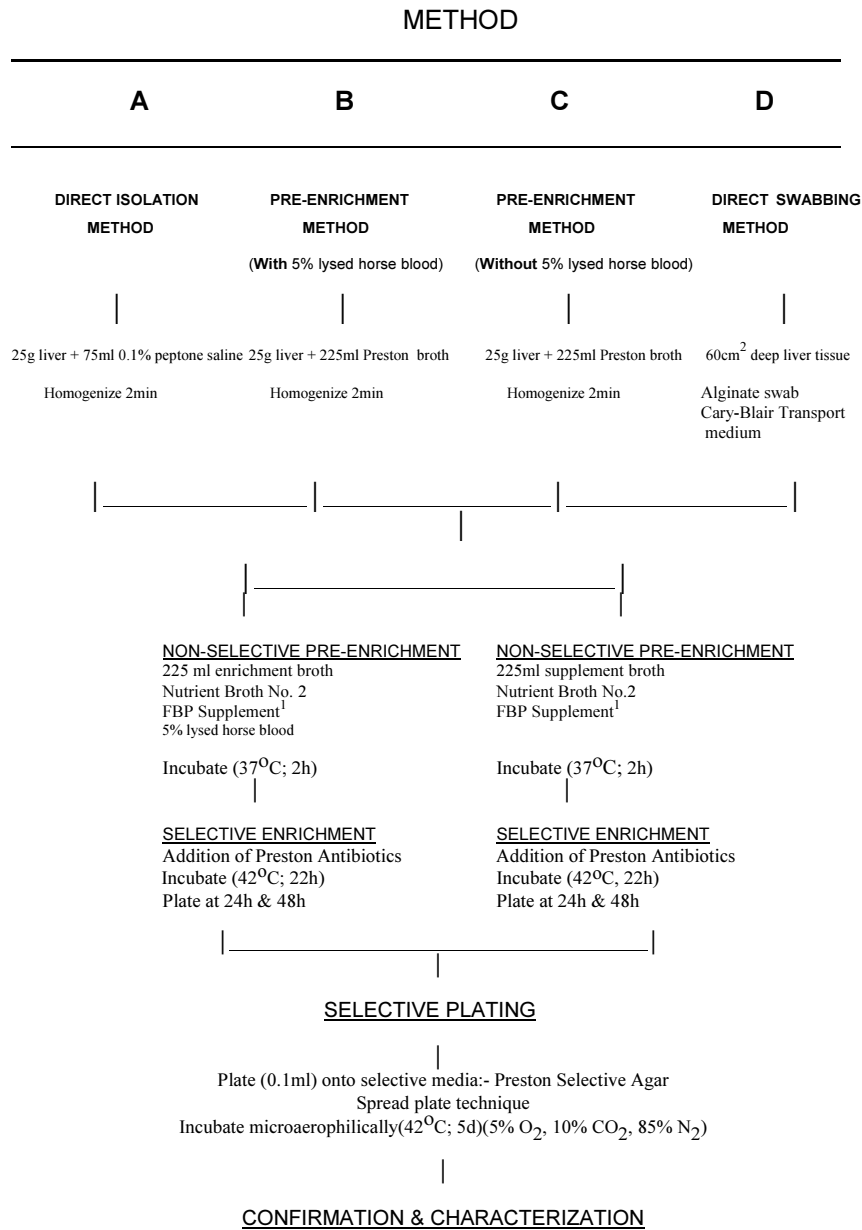 METHOD
A B C D
DIRECT ISOLATION PRE-ENRICHMENT PRE-ENRICHMENT DIRECT SWABBING
METHOD METHOD METHOD METHOD
(With 5% lysed horse blood) (Without 5% lysed horse blood)
25g liver + 75ml 0.1% peptone saline 25g liver + 225ml Preston broth 25g liver + 225ml Preston broth 60cm² deep liver tissue
Homogenize 2min Homogenize 2min Homogenize 2min Alginate swab
Cary-Blair Transport
medium
NON-SELECTIVE PRE-ENRICHMENT NON-SELECTIVE PRE-ENRICHMENT
225 ml enrichment broth 225ml supplement broth
Nutrient Broth No. 2 Nutrient Broth No.2
FBP Supplement¹ FBP Supplement¹
5% lysed horse blood
Incubate (37°C; 2h) Incubate (37°C; 2h)
SELECTIVE ENRICHMENT SELECTIVE ENRICHMENT
Addition of Preston Antibiotics Addition of Preston Antibiotics
Incubate (42°C; 22h) Incubate (42°C, 22h)
Plate at 24h & 48h Plate at 24h & 48h
SELECTIVE PLATING
Plate (0.1ml) onto selective media:- Preston Selective Agar
Spread plate technique
Incubate microaerophilically(42°C; 5d)(5% O₂, 10% CO₂, 85% N₂)
CONFIRMATION & CHARACTERIZATION